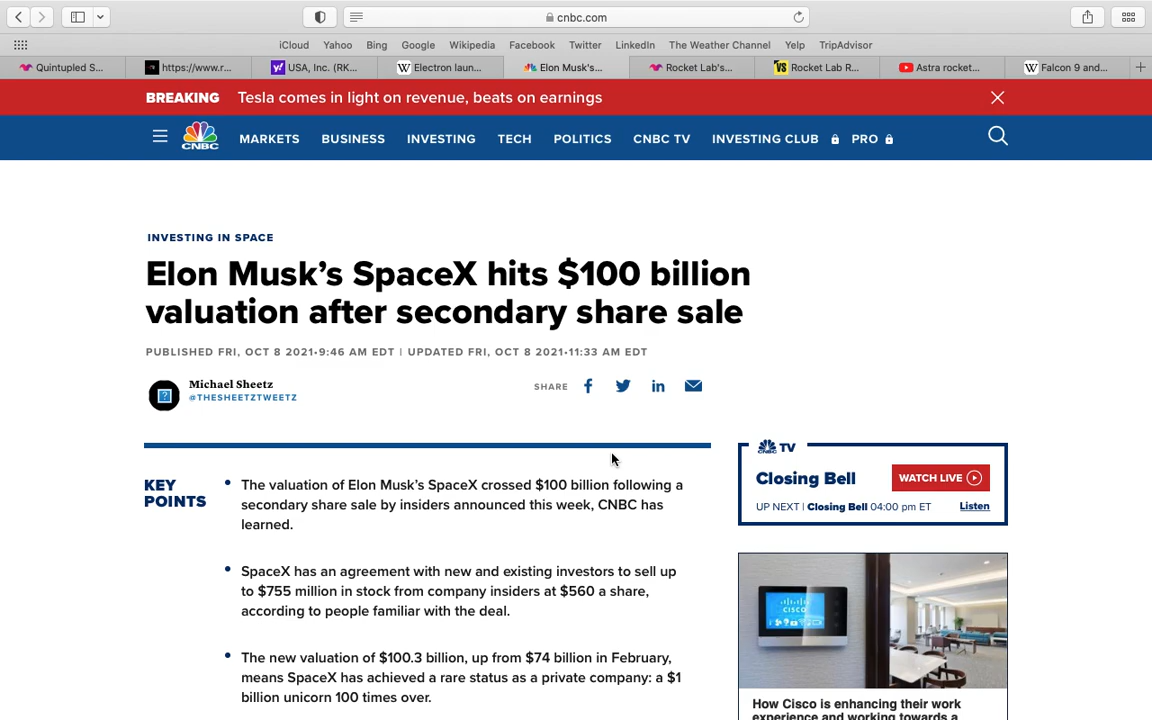 cnbc.com
iCloud Yahoo Bing Google Wikipedia Facebook Twitter LinkedIn The Weather Channel Yelp TripAdvisor
Quintupled S... https://www.r... USA, Inc. (RK... Electron laun... Elon Musk's... Rocket Lab's... Rocket Lab R... Astra rocket... Falcon 9 and...
BREAKING Tesla comes in light on revenue, beats on earnings
CNBC MARKETS BUSINESS INVESTING TECH POLITICS CNBC TV INVESTING CLUB PRO
INVESTING IN SPACE
Elon Musk’s SpaceX hits $100 billion
valuation after secondary share sale
PUBLISHED FRI, OCT 8 2021•9:46 AM EDT | UPDATED FRI, OCT 8 2021•11:33 AM EDT
Michael Sheetz
@THESHEETZTWEETZ
SHARE
KEY
POINTS
The valuation of Elon Musk’s SpaceX crossed $100 billion following a
secondary share sale by insiders announced this week, CNBC has
learned.
SpaceX has an agreement with new and existing investors to sell up
to $755 million in stock from company insiders at $560 a share,
according to people familiar with the deal.
The new valuation of $100.3 billion, up from $74 billion in February,
means SpaceX has achieved a rare status as a private company: a $1
billion unicorn 100 times over.
CNBC TV
Closing Bell
WATCH LIVE
UP NEXT | Closing Bell 04:00 pm ET
Listen
CISCO
How Cisco is enhancing their work
experience and working towards a